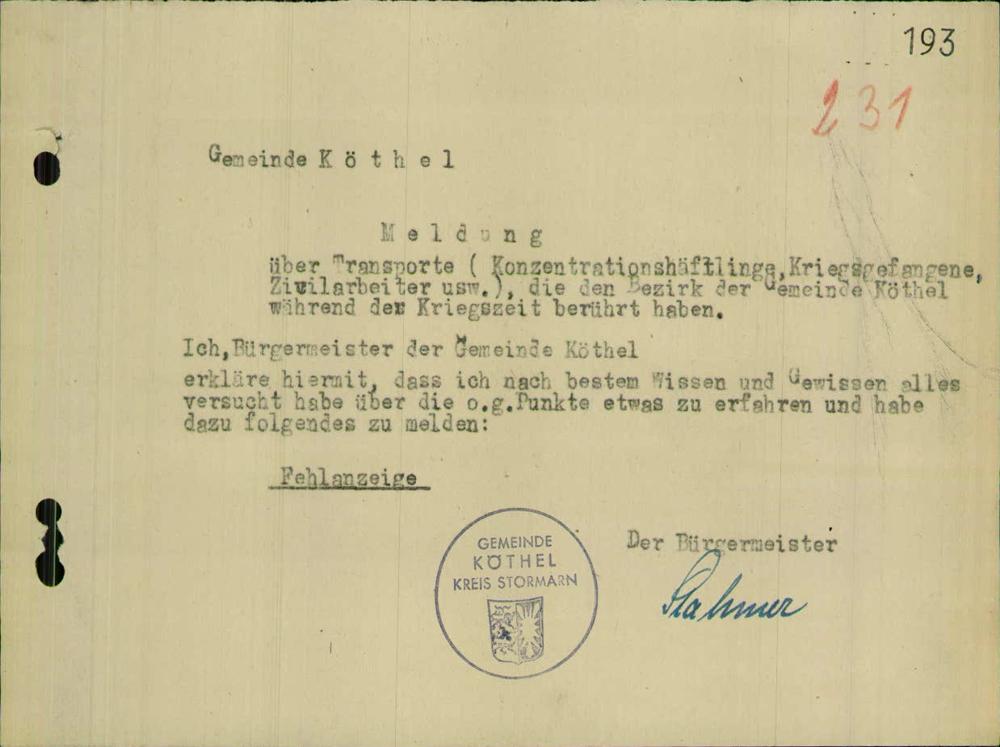 193
231
Gemeinde K ö t h e l
M e l d u n g
über Transporte ( Konzentrationshäftlinge, Kriegsgefangene,
Zivilarbeiter usw.), die den Bezirk der Gemeinde Köthel
während der Kriegszeit berührt haben.
Ich, Bürgermeister der Gemeinde Köthel
erkläre hiermit, dass ich nach bestem Wissen und Gewissen alles
versucht habe über die o.g.Punkte etwas zu erfahren und habe
dazu folgendes zu melden:
Fehlanzeige
Der Bürgermeister
Stahmer
GEMEINDE
KÖTHEL
KREIS STORMARN